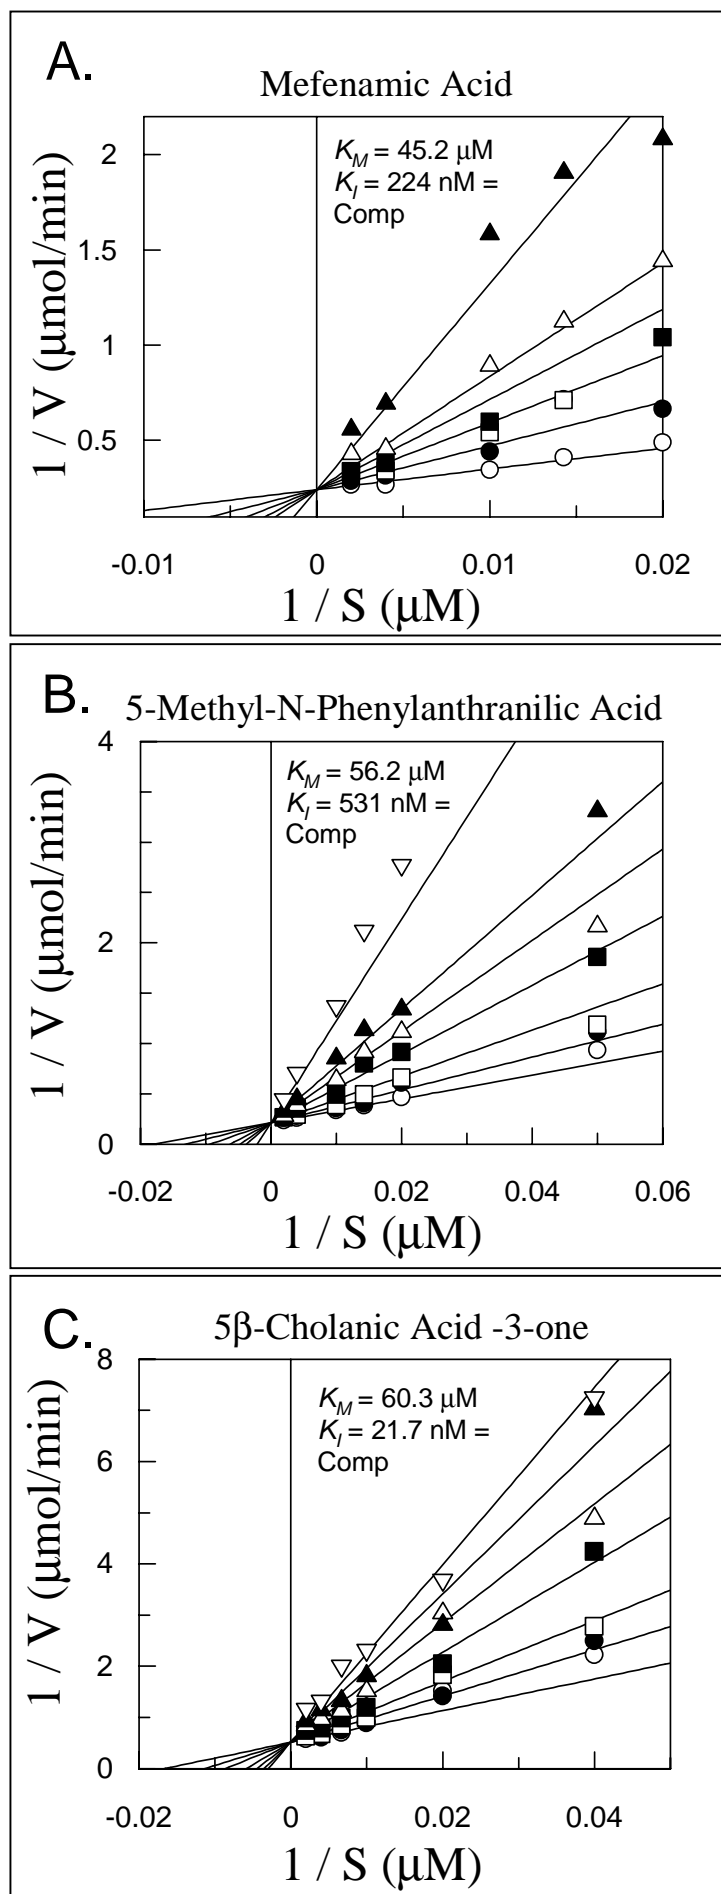 A.
Mefenamic Acid
K_M = 45.2 μM
K_I = 224 nM =
Comp
1 / V (μmol/min)
2
1.5
1
0.5
-0.01 0 0.01 0.02
1 / S (μM)
B.
5-Methyl-N-Phenylanthranilic Acid
K_M = 56.2 μM
K_I = 531 nM =
Comp
1 / V (μmol/min)
4
2
0
-0.02 0 0.02 0.04 0.06
1 / S (μM)
C.
5β-Cholanic Acid -3-one
K_M = 60.3 μM
K_I = 21.7 nM =
Comp
1 / V (μmol/min)
8
6
4
2
0
-0.02 0 0.02 0.04
1 / S (μM)